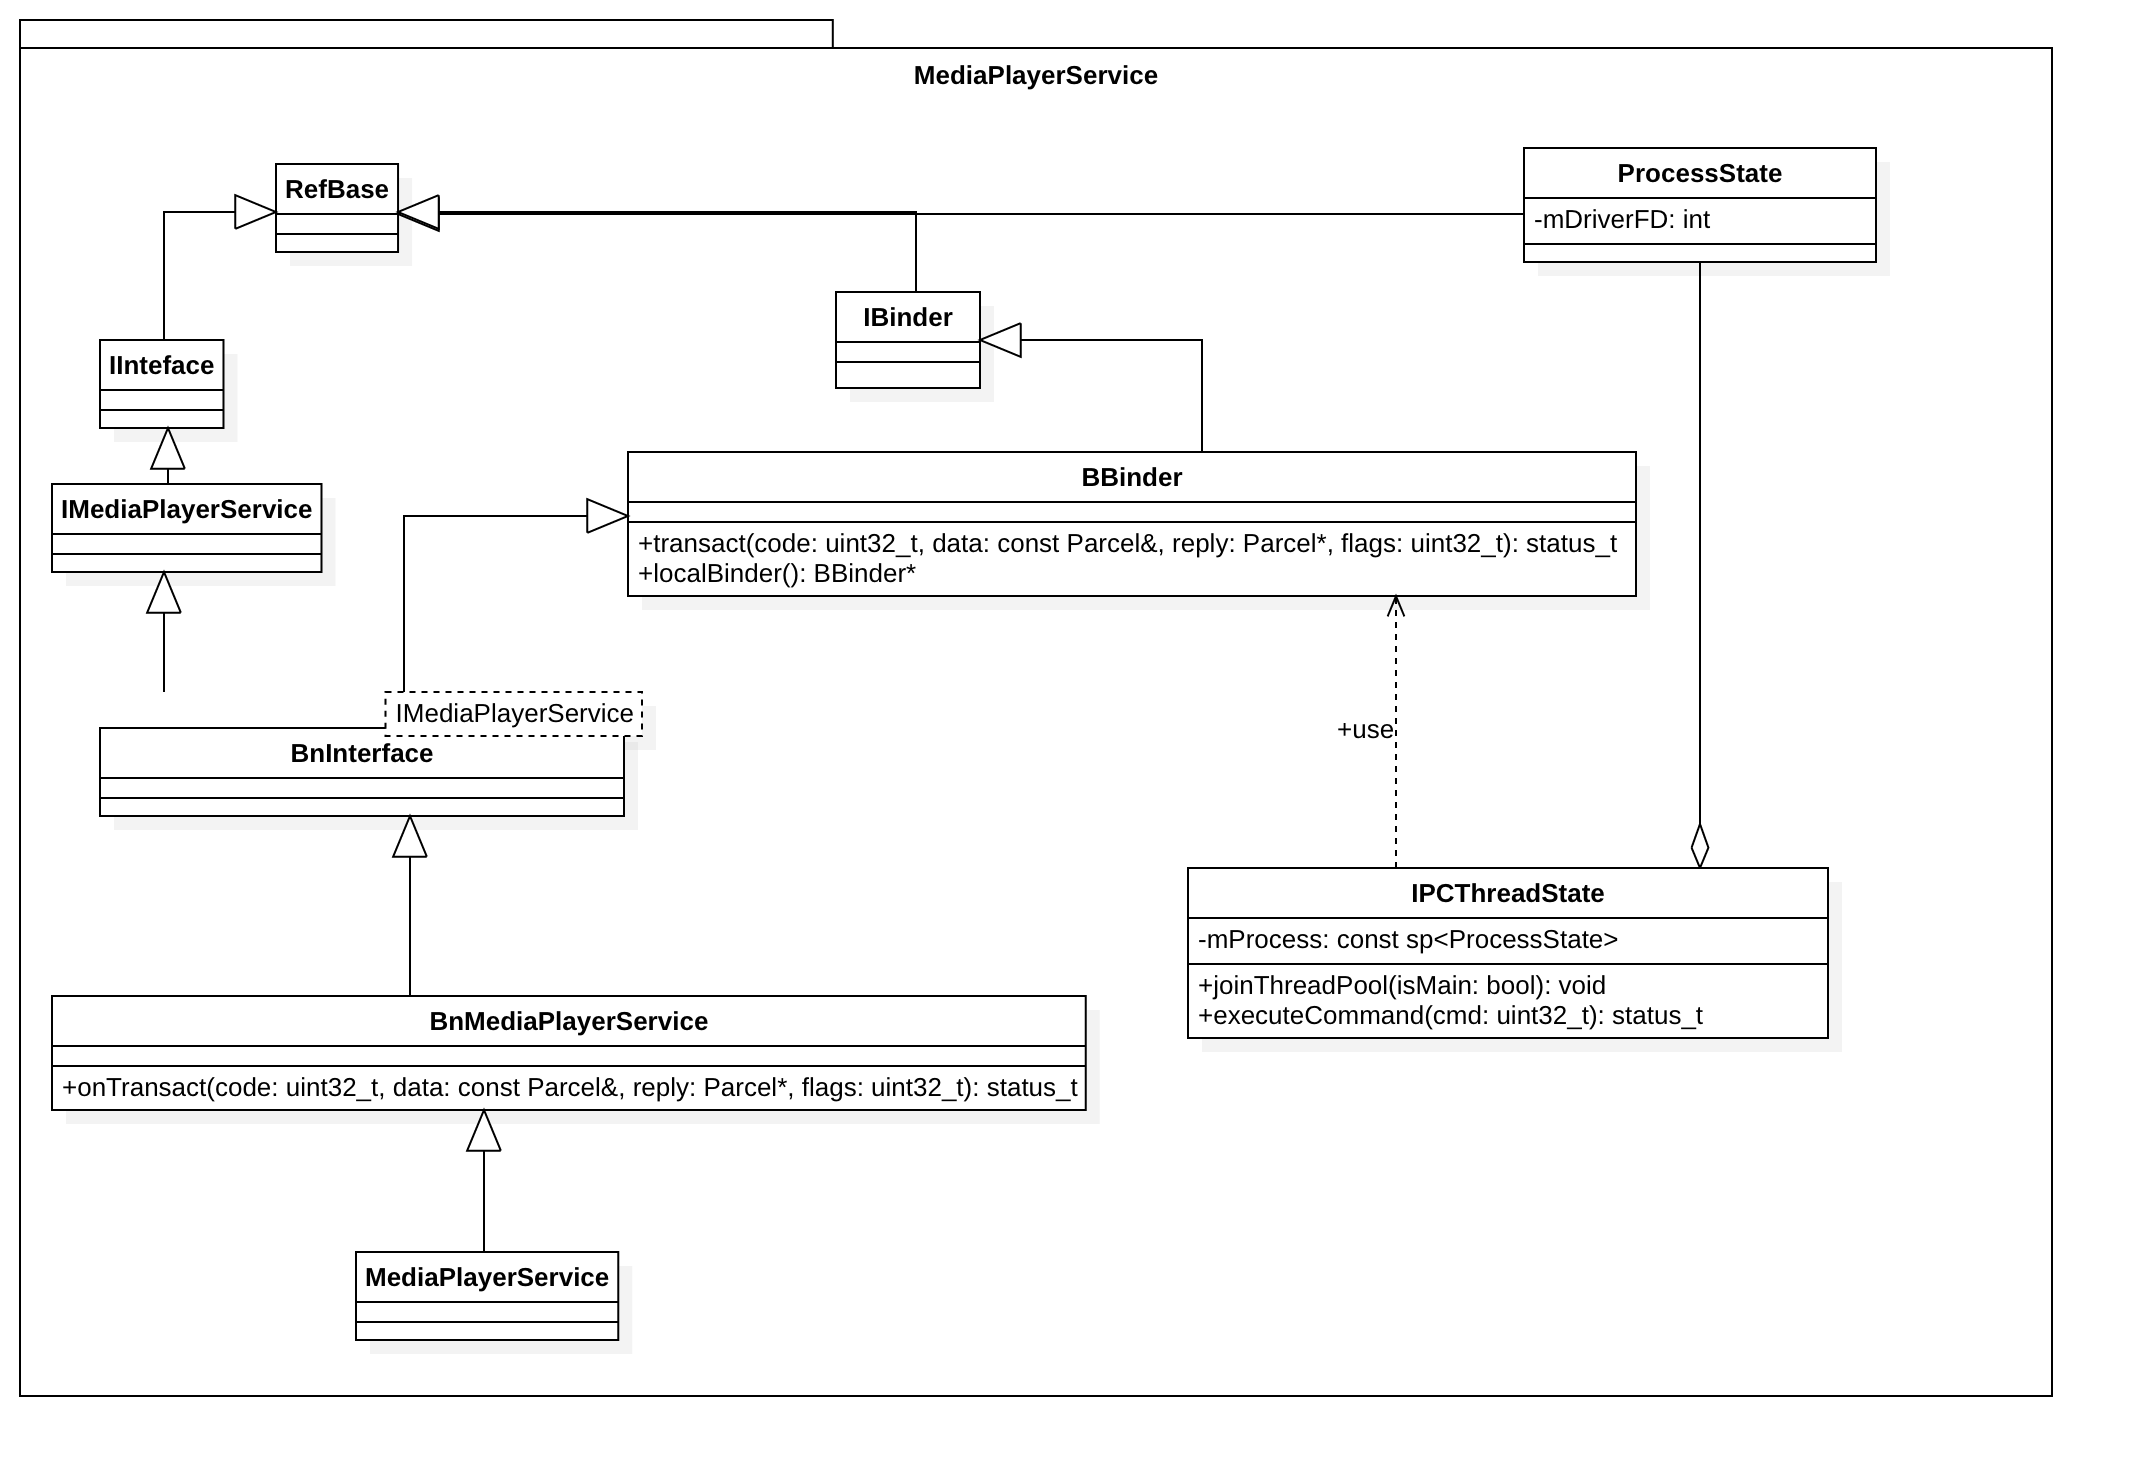 MediaPlayerService
RefBase
ProcessState
-mDriverFD: int
IBinder
IInteface
BBinder
+transact(code: uint32_t, data: const Parcel&, reply: Parcel*, flags: uint32_t): status_t
+localBinder(): BBinder*
IMediaPlayerService
IMediaPlayerService
BnInterface
+use
IPCThreadState
-mProcess: const sp<ProcessState>
+joinThreadPool(isMain: bool): void
+executeCommand(cmd: uint32_t): status_t
BnMediaPlayerService
+onTransact(code: uint32_t, data: const Parcel&, reply: Parcel*, flags: uint32_t): status_t
MediaPlayerService